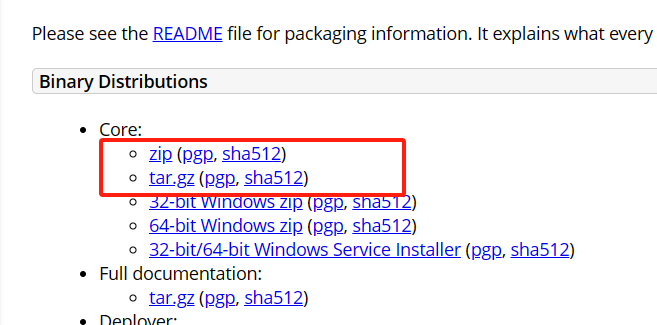 Please see the README file for packaging information. It explains what every
Binary Distributions
Core:
zip (pgp, sha512)
tar.gz (pgp, sha512)
32-bit Windows zip (pgp, sha512)
64-bit Windows zip (pgp, sha512)
32-bit/64-bit Windows Service Installer (pgp, sha512)
Full documentation:
tar.gz (pgp, sha512)
Deployer: